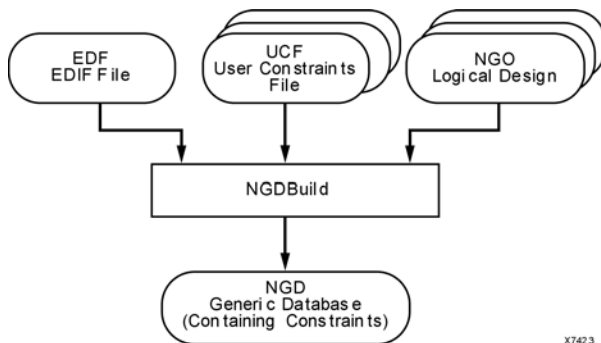 EDF
EDIF File
UCF
User Constraints
File
NGO
Logical Design
NGDBuild
NGD
Generic Database
(Containing Constraints)
X7423